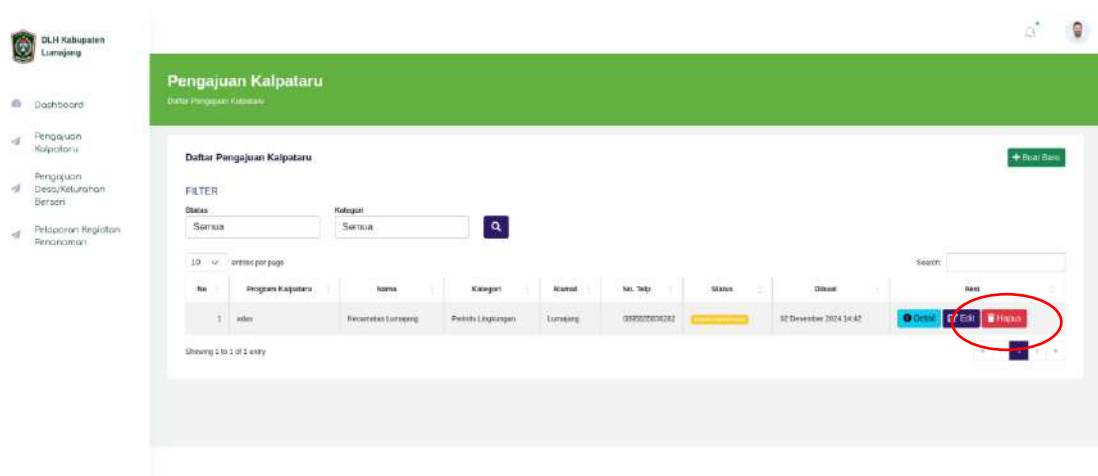 DLH Kabupaten
Lumajang
Dashboard
Pengajuan
Kalpataru
Pengajuan
Desa/Kelurahan
Berseri
Pelaporan Kegiatan
Penanaman
Pengajuan Kalpataru
Daftar Pengajuan Kalpataru
Daftar Pengajuan Kalpataru
+ Buat Baru
FILTER
Status
Kategori
Semua
Semua
10 entries per page
Search:
No Program Kalpataru Nama Kategori Alamat No. Telp Status Dibuat Aksi
1 Kecamatan Lumajang Perintis Lingkungan Lumajang 02 Desember 2024 14:42 Detail Edit Hapus
Showing 1 to 1 of 1 entry
« ‹ 1 › »